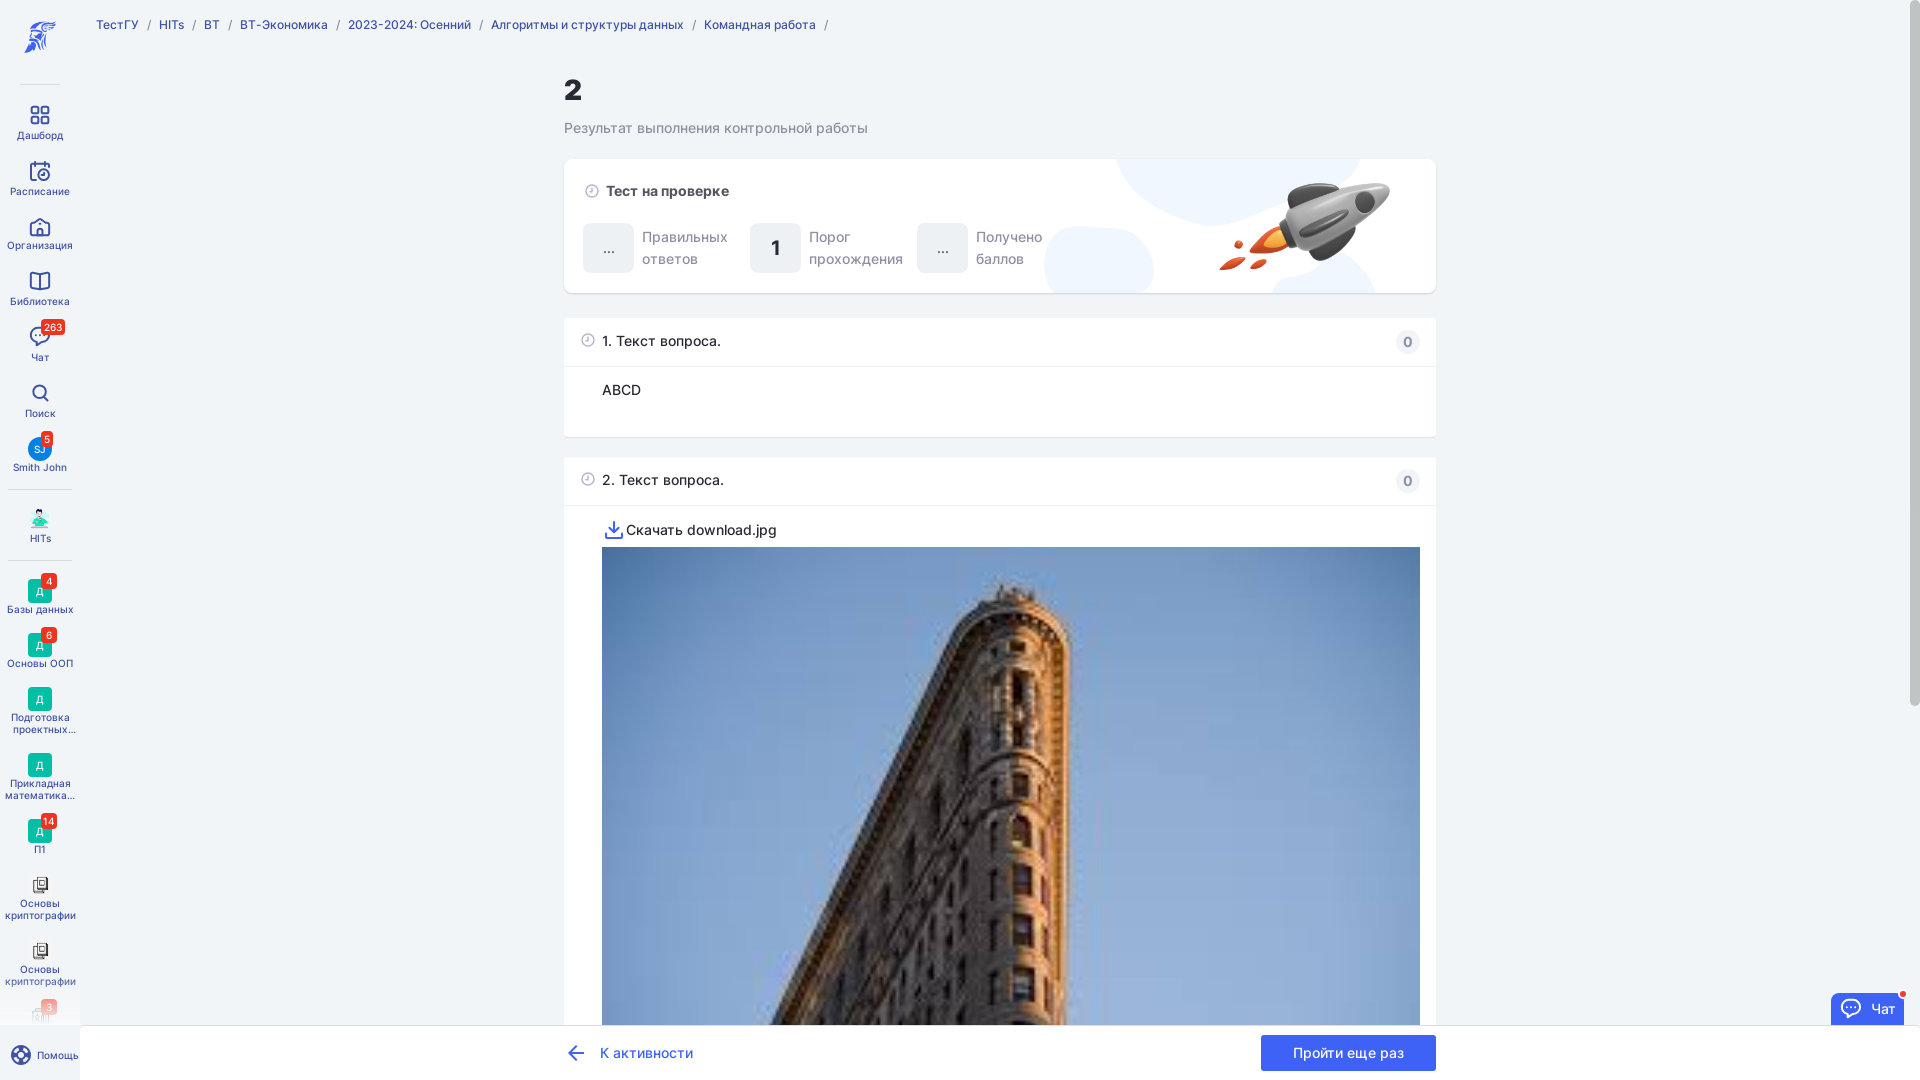 ТестГУ / HITs / ВТ / ВТ-Экономика / 2023-2024: Осенний / Алгоритмы и структуры данных / Командная работа /
Дашборд
Расписание
Организация
Библиотека
263
Чат
Поиск
SJ
5
Smith John
HITs
Д
4
Базы данных
Д
6
Основы ООП
Д
Подготовка
проектных...
Д
Прикладная
математика...
Д
14
П1
Основы
криптографии
Основы
криптографии
3
Помощь
2
Результат выполнения контрольной работы
Тест на проверке
...
Правильных
ответов
1
Порог
прохождения
...
Получено
баллов
1. Текст вопроса.
0
ABCD
2. Текст вопроса.
0
Скачать download.jpg
Чат
К активности
Пройти еще раз